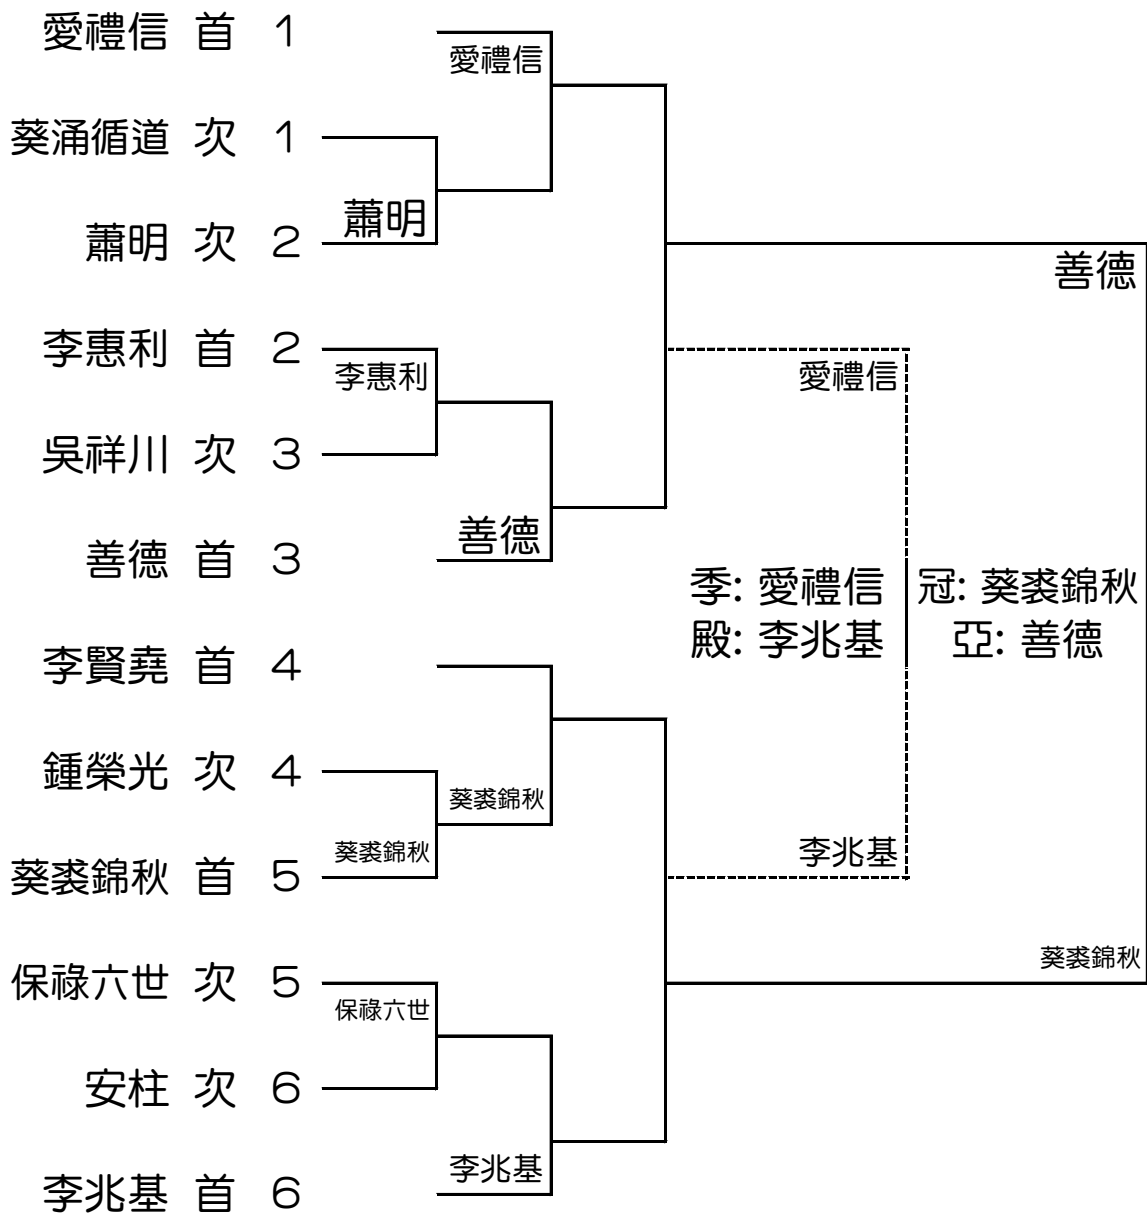 愛禮信 首 1
愛禮信
葵涌循道 次 1
蕭明
蕭明 次 2
善德
李惠利 首 2
李惠利
愛禮信
吳祥川 次 3
善德
善德 首 3
季: 愛禮信
冠: 葵裘錦秋
殿: 李兆基
亞: 善德
李賢堯 首 4
鍾榮光 次 4
葵裘錦秋
葵裘錦秋
李兆基
葵裘錦秋 首 5
葵裘錦秋
保祿六世 次 5
保祿六世
安柱 次 6
李兆基
李兆基 首 6